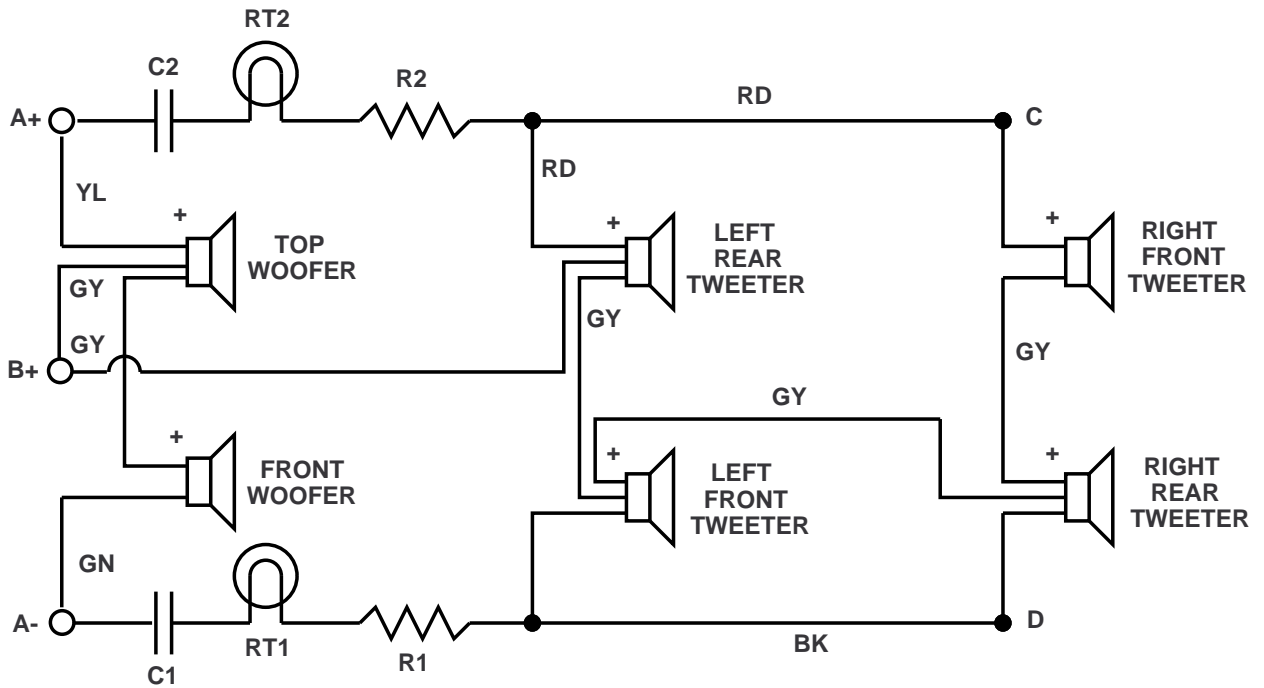 RT2
C2
R2
A+
RD
C
RD
YL
+
TOP
WOOFER
+
LEFT
REAR
TWEETER
+
RIGHT
FRONT
TWEETER
GY
GY
GY
B+
GY
GY
+
FRONT
WOOFER
+
LEFT
FRONT
TWEETER
+
RIGHT
REAR
TWEETER
GN
A-
D
RT1
BK
R1
C1